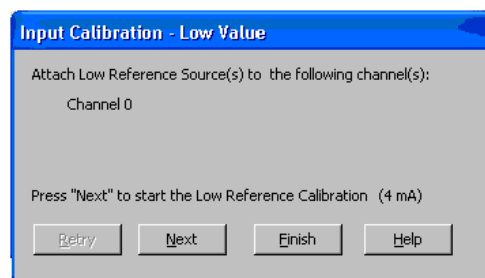 Input Calibration - Low Value
Attach Low Reference Source(s) to the following channel(s):
Channel 0
Press "Next" to start the Low Reference Calibration (4 mA)
Retry Next Finish Help